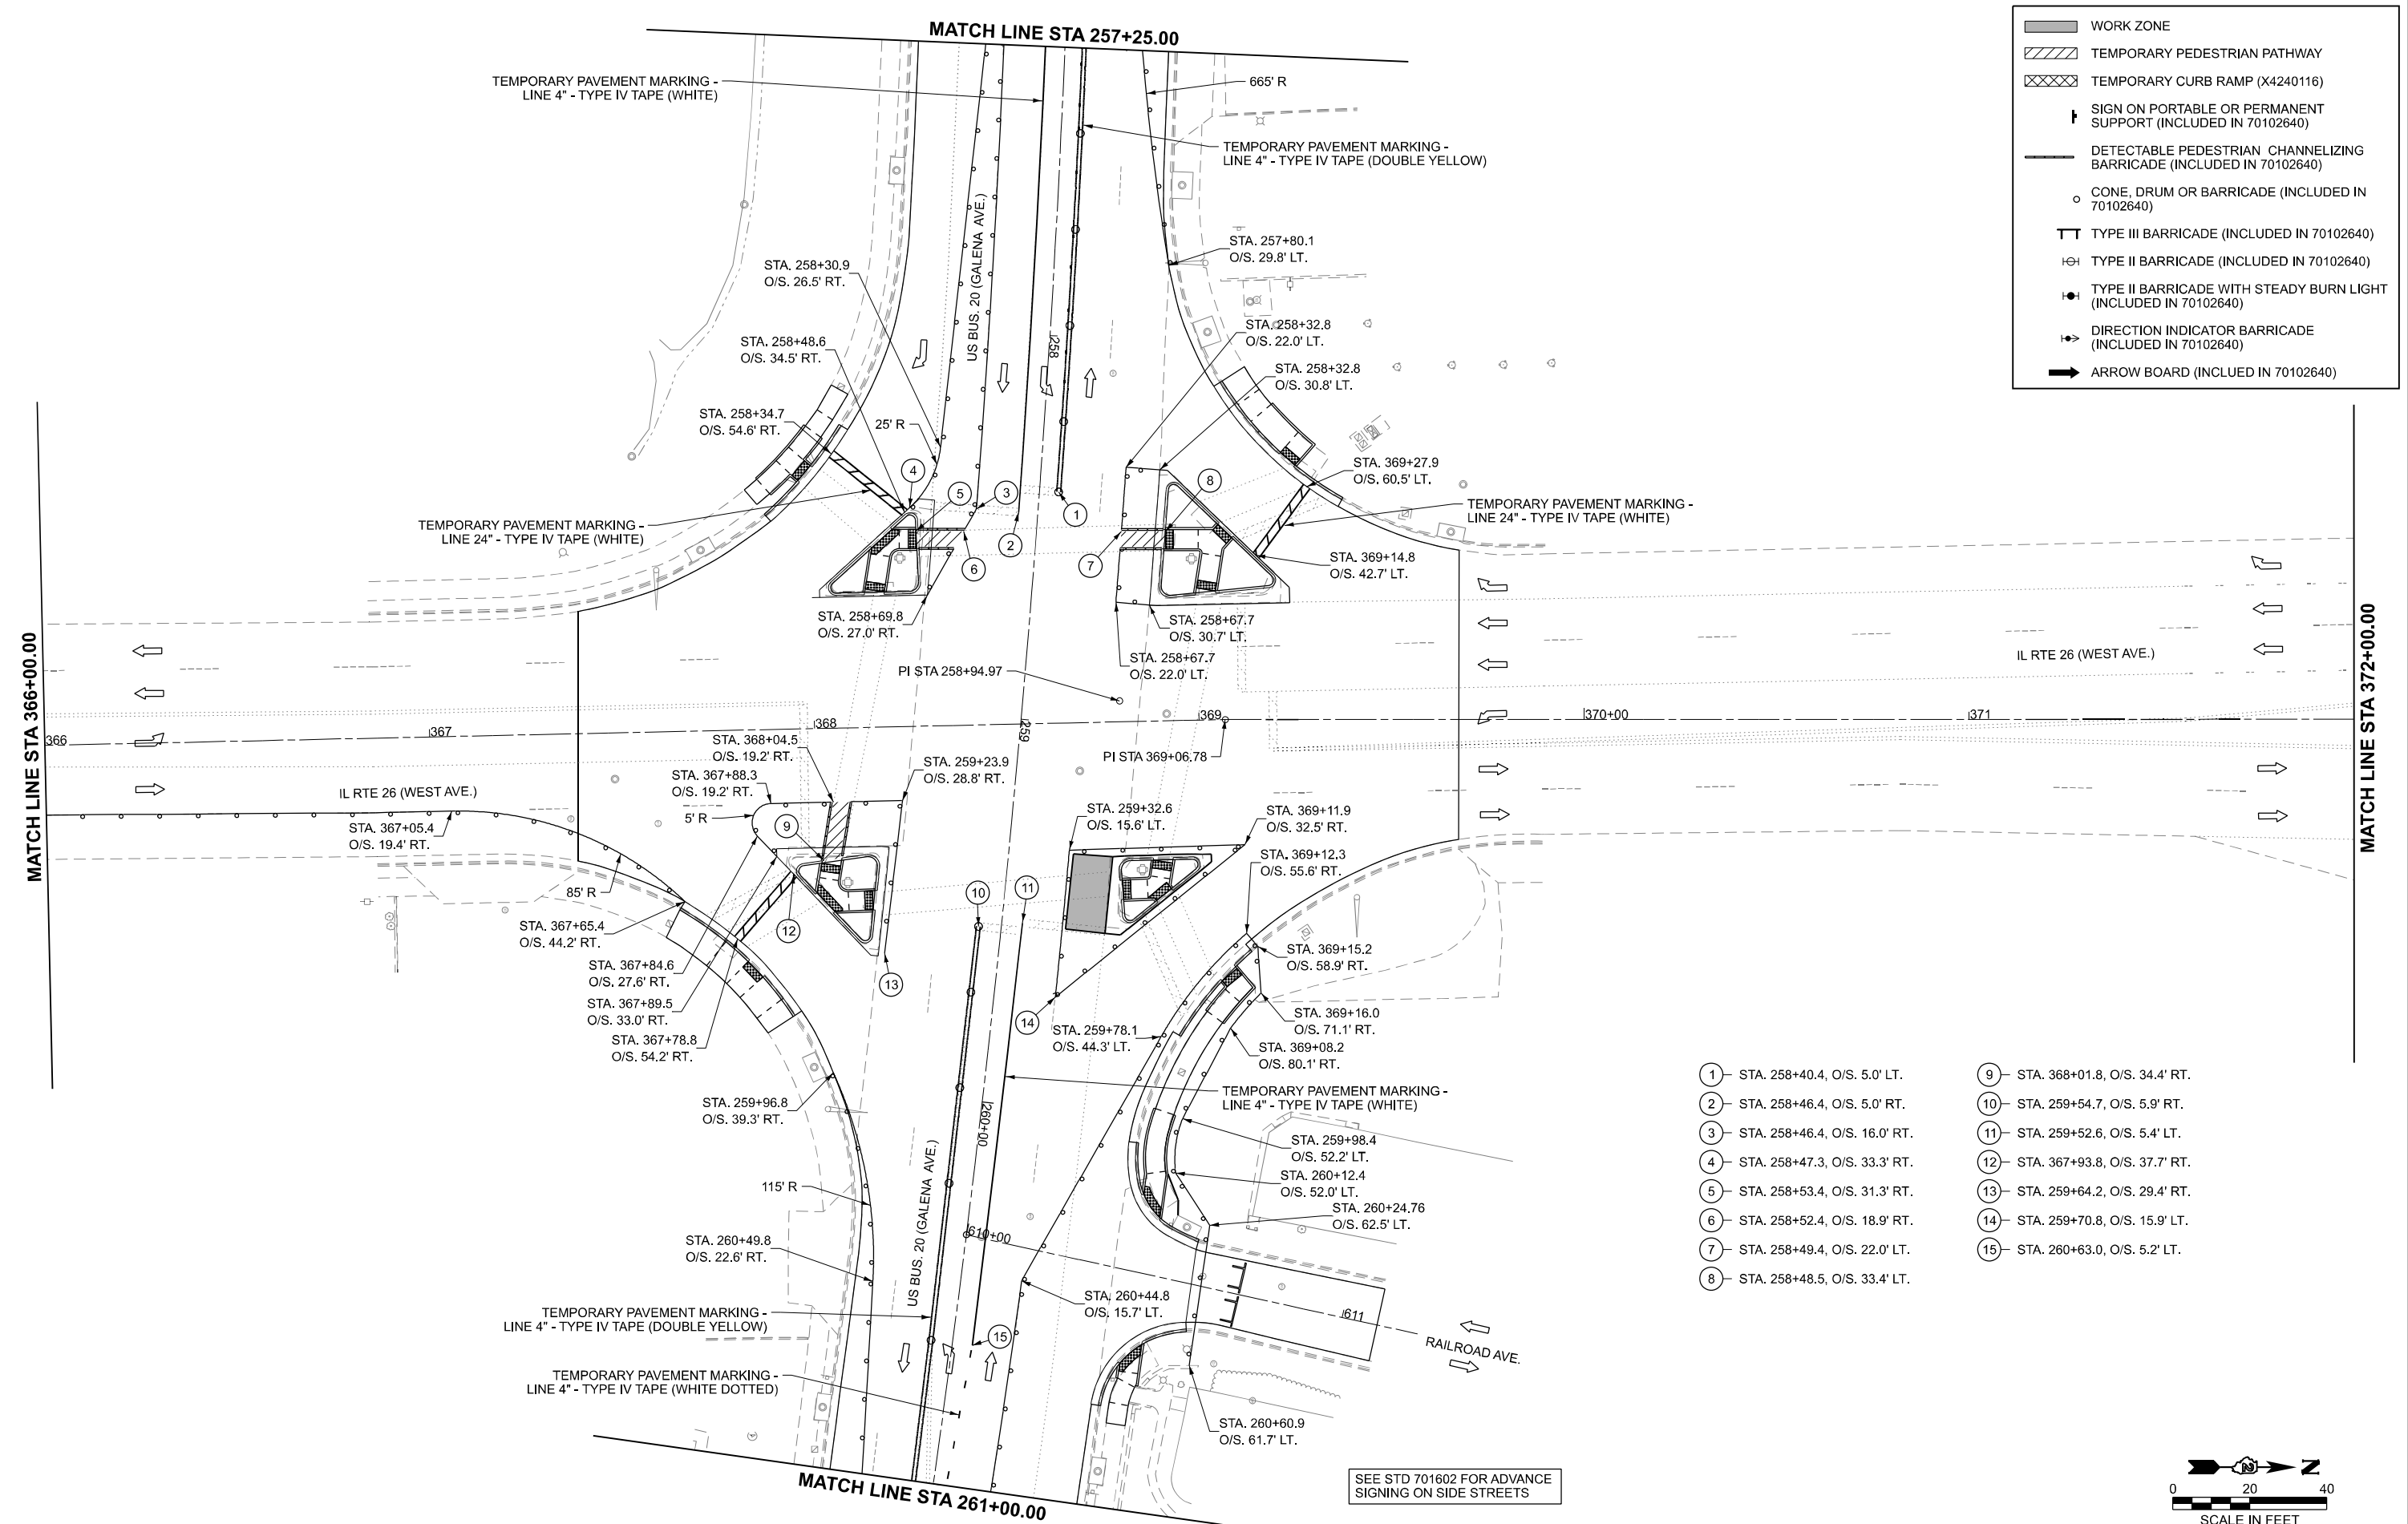 MATCH LINE STA 257+25.00
TEMPORARY PAVEMENT MARKING -
LINE 4" - TYPE IV TAPE (WHITE)
665' R
TEMPORARY PAVEMENT MARKING -
LINE 4" - TYPE IV TAPE (DOUBLE YELLOW)
US BUS. 20 (GALENA AVE.)
STA. 257+80.1
O/S. 29.8' LT.
STA. 258+30.9
O/S. 26.5' RT.
STA. 258+48.6
O/S. 34.5' RT.
258
STA. 258+32.8
O/S. 22.0' LT.
STA. 258+32.8
O/S. 30.8' LT.
STA. 258+34.7
O/S. 54.6' RT.
25' R
4
5
3
1
2
6
7
8
STA. 369+27.9
O/S. 60.5' LT.
TEMPORARY PAVEMENT MARKING -
LINE 24" - TYPE IV TAPE (WHITE)
TEMPORARY PAVEMENT MARKING -
LINE 24" - TYPE IV TAPE (WHITE)
STA. 369+14.8
O/S. 42.7' LT.
STA. 258+69.8
O/S. 27.0' RT.
STA. 258+67.7
O/S. 30.7' LT.
STA. 258+67.7
O/S. 22.0' LT.
PI STA 258+94.97
IL RTE 26 (WEST AVE.)
MATCH LINE STA 366+00.00
MATCH LINE STA 372+00.00
366
367
368
259
369
370+00
371
PI STA 369+06.78
STA. 368+04.5
O/S. 19.2' RT.
STA. 367+88.3
O/S. 19.2' RT.
5' R
STA. 259+23.9
O/S. 28.8' RT.
IL RTE 26 (WEST AVE.)
STA. 367+05.4
O/S. 19.4' RT.
9
STA. 259+32.6
O/S. 15.6' LT.
STA. 369+11.9
O/S. 32.5' RT.
STA. 369+12.3
O/S. 55.6' RT.
85' R
10
11
12
13
14
STA. 367+65.4
O/S. 44.2' RT.
STA. 367+84.6
O/S. 27.6' RT.
STA. 367+89.5
O/S. 33.0' RT.
STA. 367+78.8
O/S. 54.2' RT.
STA. 369+15.2
O/S. 58.9' RT.
STA. 369+16.0
O/S. 71.1' RT.
STA. 259+78.1
O/S. 44.3' LT.
STA. 369+08.2
O/S. 80.1' RT.
STA. 259+96.8
O/S. 39.3' RT.
TEMPORARY PAVEMENT MARKING -
LINE 4" - TYPE IV TAPE (WHITE)
260+00
STA. 259+98.4
O/S. 52.2' LT.
STA. 260+12.4
O/S. 52.0' LT.
STA. 260+24.76
O/S. 62.5' LT.
115' R
US BUS. 20 (GALENA AVE.)
610+00
STA. 260+49.8
O/S. 22.6' RT.
STA. 260+44.8
O/S. 15.7' LT.
611
RAILROAD AVE.
15
TEMPORARY PAVEMENT MARKING -
LINE 4" - TYPE IV TAPE (DOUBLE YELLOW)
TEMPORARY PAVEMENT MARKING -
LINE 4" - TYPE IV TAPE (WHITE DOTTED)
STA. 260+60.9
O/S. 61.7' LT.
MATCH LINE STA 261+00.00
SEE STD 701602 FOR ADVANCE
SIGNING ON SIDE STREETS
WORK ZONE
TEMPORARY PEDESTRIAN PATHWAY
TEMPORARY CURB RAMP (X4240116)
SIGN ON PORTABLE OR PERMANENT
SUPPORT (INCLUDED IN 70102640)
DETECTABLE PEDESTRIAN CHANNELIZING
BARRICADE (INCLUDED IN 70102640)
CONE, DRUM OR BARRICADE (INCLUDED IN
70102640)
TYPE III BARRICADE (INCLUDED IN 70102640)
TYPE II BARRICADE (INCLUDED IN 70102640)
TYPE II BARRICADE WITH STEADY BURN LIGHT
(INCLUDED IN 70102640)
DIRECTION INDICATOR BARRICADE
(INCLUDED IN 70102640)
ARROW BOARD (INCLUED IN 70102640)
1 STA. 258+40.4, O/S. 5.0' LT.
2 STA. 258+46.4, O/S. 5.0' RT.
3 STA. 258+46.4, O/S. 16.0' RT.
4 STA. 258+47.3, O/S. 33.3' RT.
5 STA. 258+53.4, O/S. 31.3' RT.
6 STA. 258+52.4, O/S. 18.9' RT.
7 STA. 258+49.4, O/S. 22.0' LT.
8 STA. 258+48.5, O/S. 33.4' LT.
9 STA. 368+01.8, O/S. 34.4' RT.
10 STA. 259+54.7, O/S. 5.9' RT.
11 STA. 259+52.6, O/S. 5.4' LT.
12 STA. 367+93.8, O/S. 37.7' RT.
13 STA. 259+64.2, O/S. 29.4' RT.
14 STA. 259+70.8, O/S. 15.9' LT.
15 STA. 260+63.0, O/S. 5.2' LT.
Z
0 20 40
SCALE IN FEET